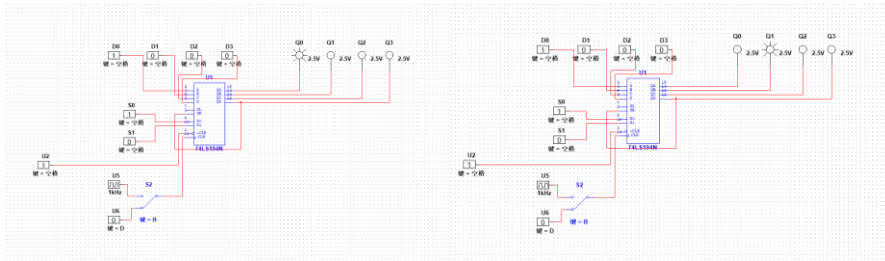 Q0 Q1 Q2 Q3
D0 D1 D2 D3
2.5V 2.5V 2.5V 2.5V
1 0 0 0
键 = 空格 键 = 空格 键 = 空格 键 = 空格
U1
S0
1
键 = 空格
S1
0
键 = 空格
74LS194N
U2
1
键 = 空格
U5
S2
1kHz
U6
0
键 = D
键 = B
Q0 Q1 Q2 Q3
D0 D1 D2 D3
2.5V 2.5V 2.5V 2.5V
1 0 0 0
键 = 空格 键 = 空格 键 = 空格 键 = 空格
U1
S0
1
键 = 空格
S1
0
键 = 空格
74LS194N
U2
1
键 = 空格
U5
S2
1kHz
U6
0
键 = D
键 = B